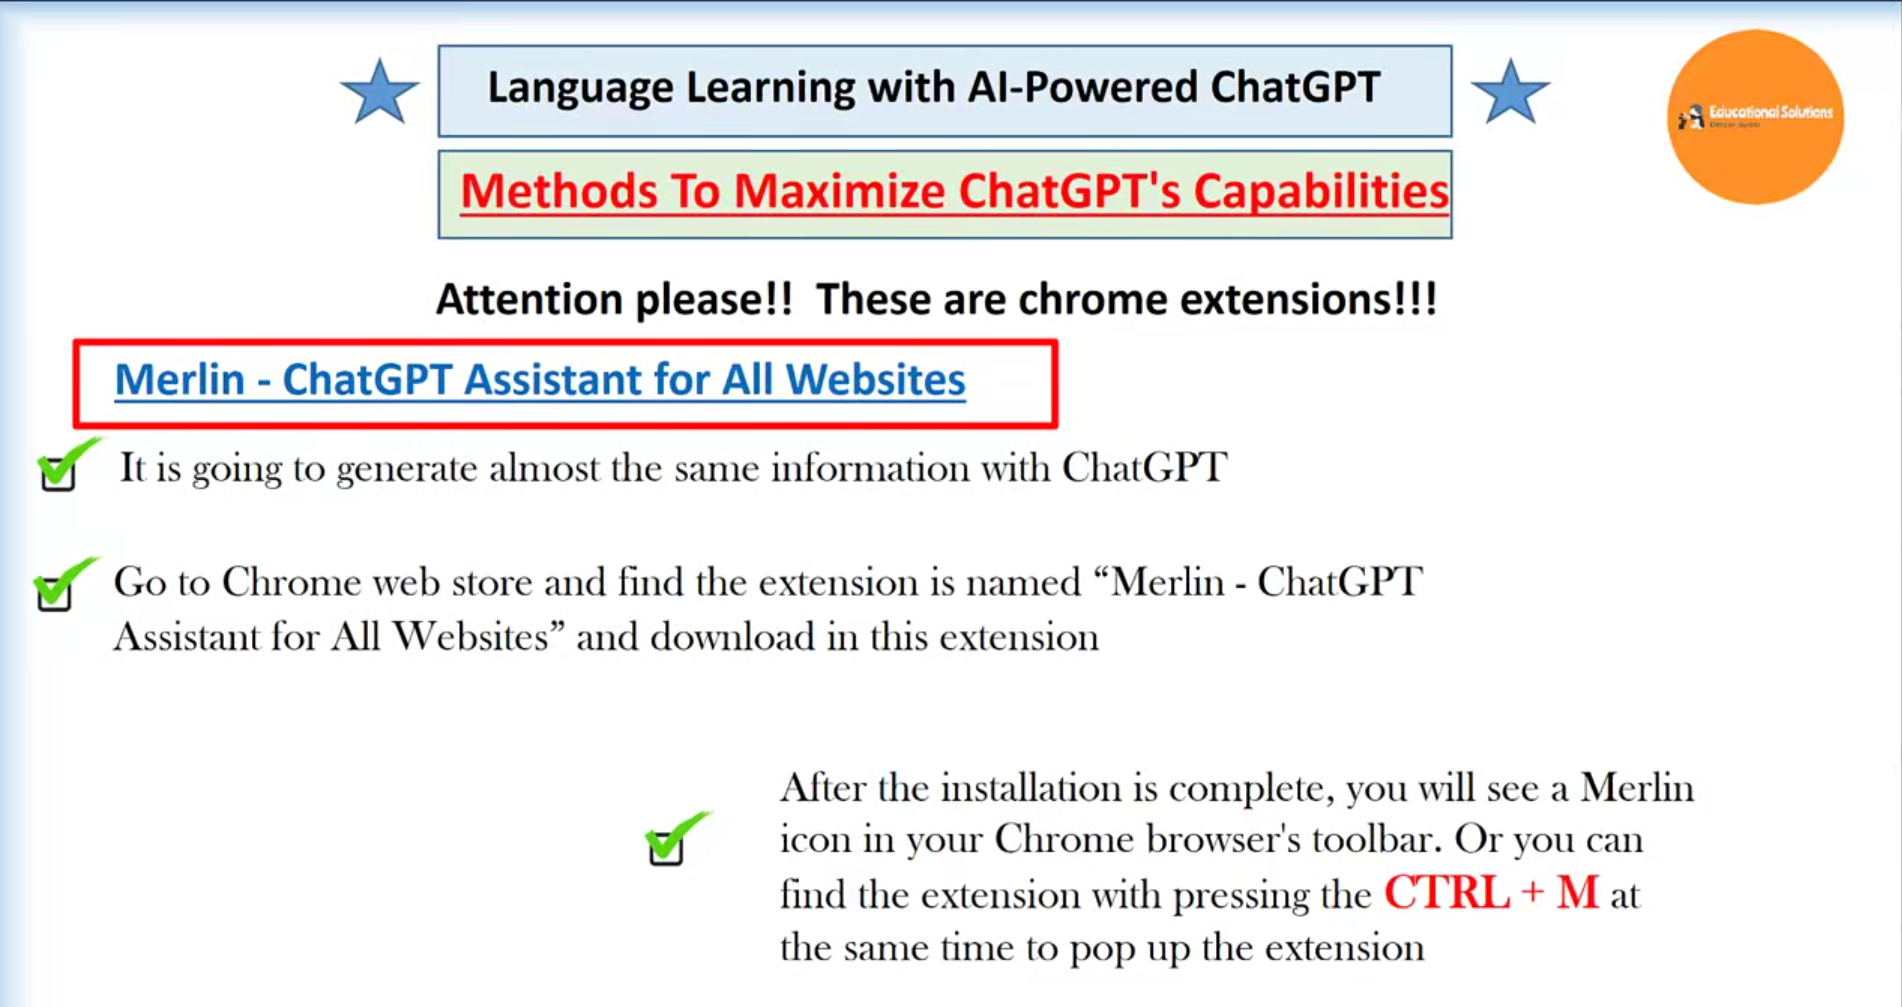 Language Learning with AI-Powered ChatGPT
Educational Solutions
Methods To Maximize ChatGPT's Capabilities
Attention please!! These are chrome extensions!!!
Merlin - ChatGPT Assistant for All Websites
It is going to generate almost the same information with ChatGPT
Go to Chrome web store and find the extension is named “Merlin - ChatGPT
Assistant for All Websites” and download in this extension
After the installation is complete, you will see a Merlin
icon in your Chrome browser's toolbar. Or you can
find the extension with pressing the CTRL + M at
the same time to pop up the extension